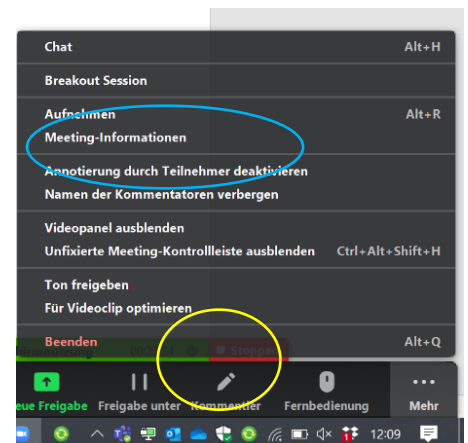 Chat Alt+H
Breakout Session
Aufnehmen Alt+R
Meeting-Informationen
Annotierung durch Teilnehmer deaktivieren
Namen der Kommentatoren verbergen
Videopanel ausblenden
Unfixierte Meeting-Kontrollleiste ausblenden Ctrl+Alt+Shift+H
Ton freigeben
Für Videoclip optimieren
Beenden Alt+Q
Stoppe
eue Freigabe Freigabe unter Kommentier Fernbedienung Mehr
12:09